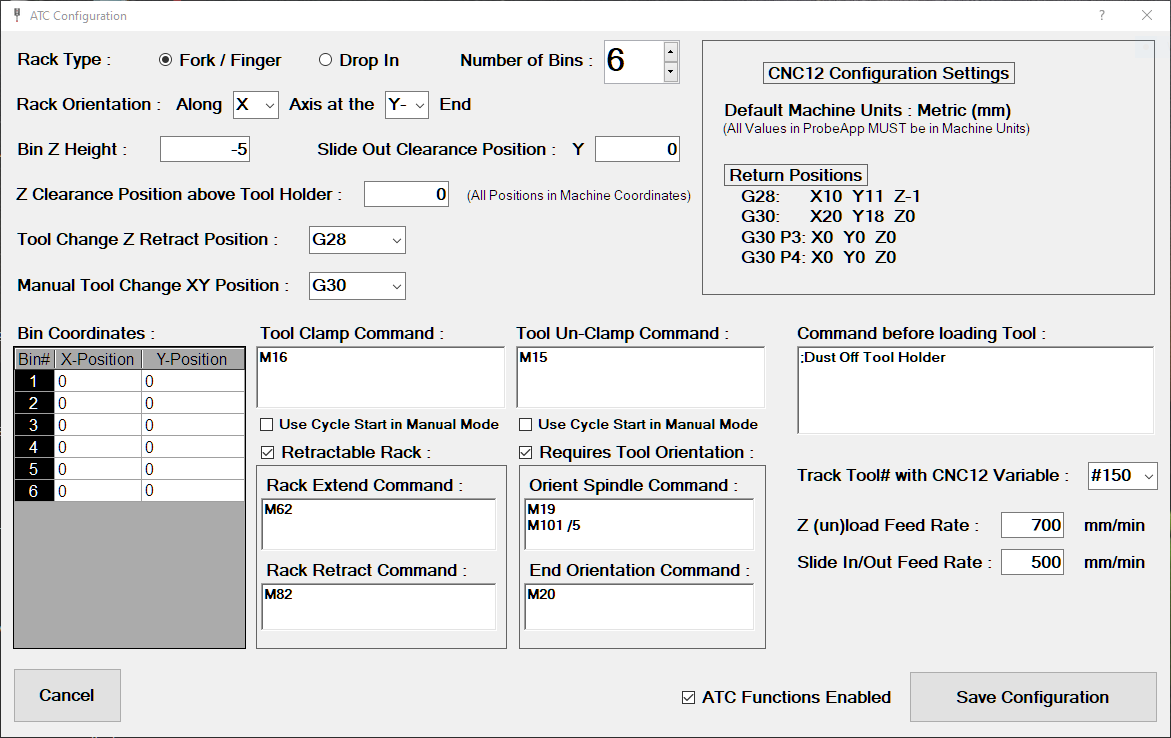 ATC Configuration
Rack Type : Fork / Finger Drop In Number of Bins : 6
Rack Orientation : Along X Axis at the Y- End
Bin Z Height : -5 Slide Out Clearance Position : Y 0
Z Clearance Position above Tool Holder : 0 (All Positions in Machine Coordinates)
Tool Change Z Retract Position : G28
Manual Tool Change XY Position : G30
CNC12 Configuration Settings
Default Machine Units : Metric (mm)
(All Values in ProbeApp MUST be in Machine Units)
Return Positions
G28: X10 Y11 Z-1
G30: X20 Y18 Z0
G30 P3: X0 Y0 Z0
G30 P4: X0 Y0 Z0
Bin Coordinates :
Bin# X-Position Y-Position
1 0 0
2 0 0
3 0 0
4 0 0
5 0 0
6 0 0
Tool Clamp Command :
M16
Use Cycle Start in Manual Mode
Retractable Rack :
Rack Extend Command :
M62
Rack Retract Command :
M82
Tool Un-Clamp Command :
M15
Use Cycle Start in Manual Mode
Requires Tool Orientation :
Orient Spindle Command :
M19
M101 /5
End Orientation Command :
M20
Command before loading Tool :
;Dust Off Tool Holder
Track Tool# with CNC12 Variable : #150
Z (un)load Feed Rate : 700 mm/min
Slide In/Out Feed Rate : 500 mm/min
Cancel
ATC Functions Enabled
Save Configuration